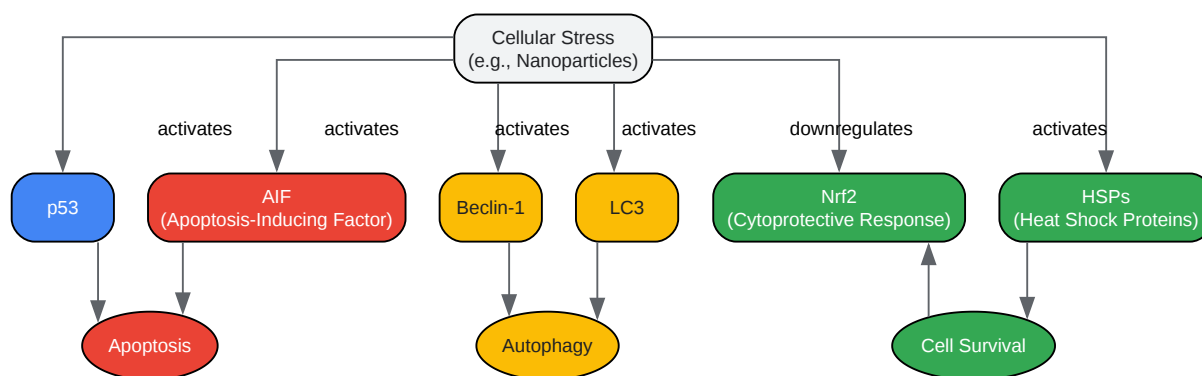 Cellular Stress
(e.g., Nanoparticles)
activates
activates
activates
activates
downregulates
activates
p53
AIF
(Apoptosis-Inducing Factor)
Beclin-1
LC3
Nrf2
(Cytoprotective Response)
HSPs
(Heat Shock Proteins)
Apoptosis
Autophagy
Cell Survival